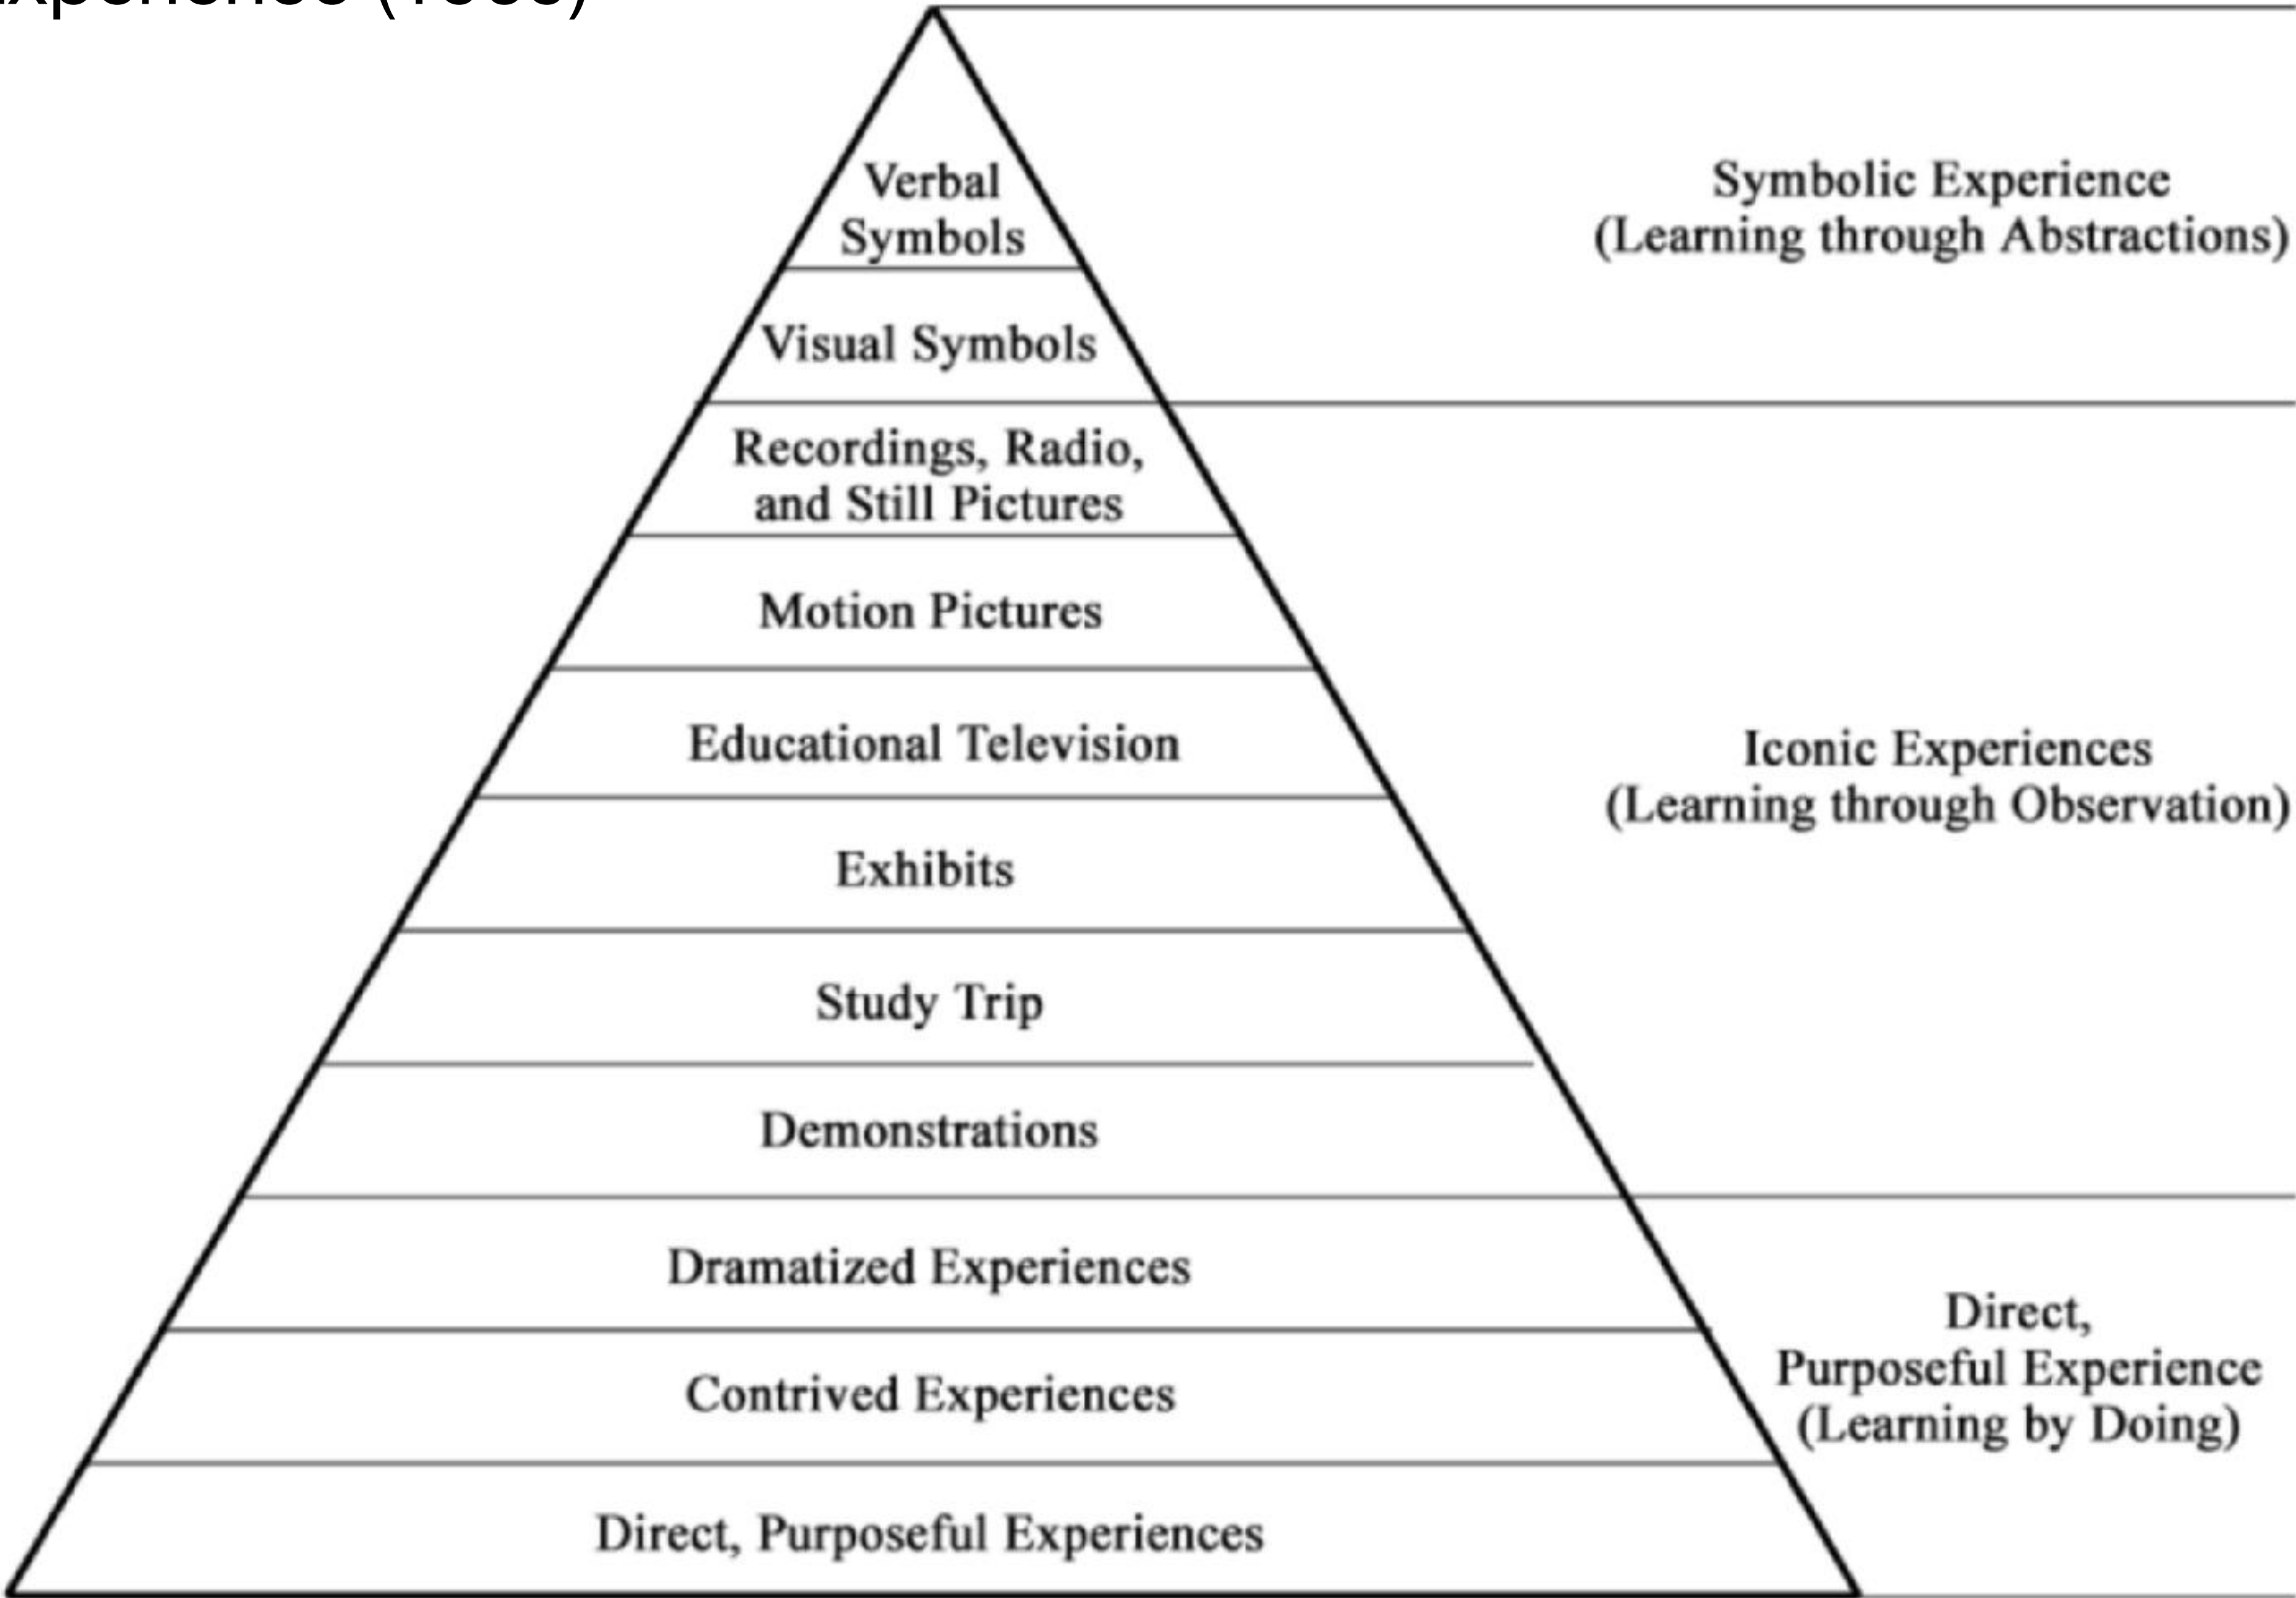 Verbal
Symbols
Symbolic Experience
(Learning through Abstractions)
Visual Symbols
Recordings, Radio,
and Still Pictures
Motion Pictures
Educational Television
Iconic Experiences
(Learning through Observation)
Exhibits
Study Trip
Demonstrations
Dramatized Experiences
Direct,
Purposeful Experience
(Learning by Doing)
Contrived Experiences
Direct, Purposeful Experiences